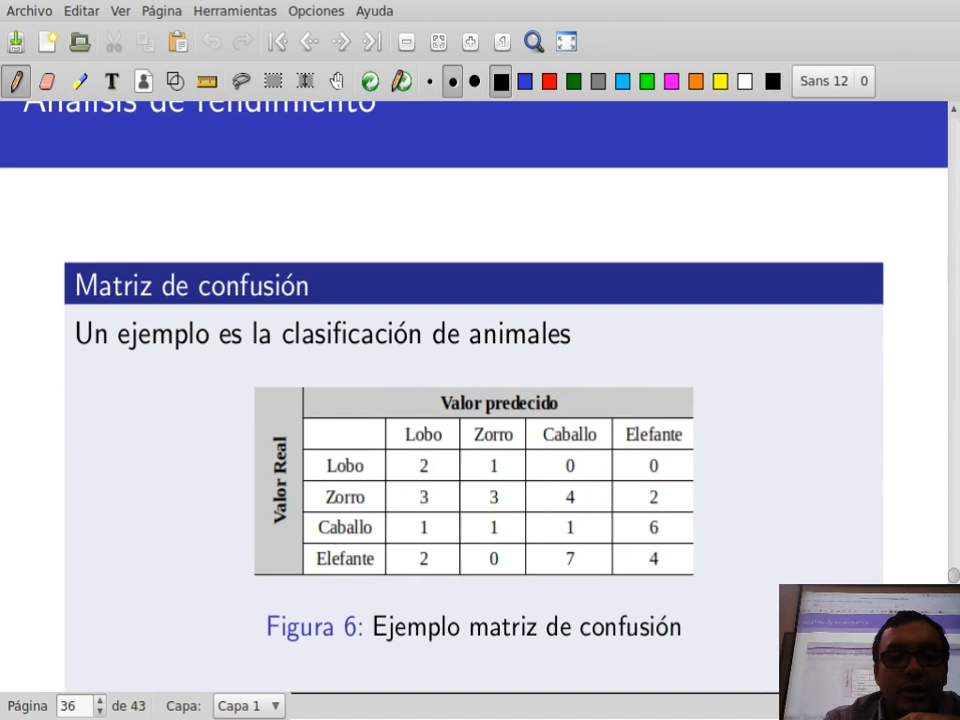 Archivo Editar Ver Página Herramientas Opciones Ayuda
Sans 12 0
Análisis de rendimiento
Matriz de confusión
Un ejemplo es la clasificación de animales
Valor Real
Valor predecido
Lobo Zorro Caballo Elefante
Lobo 2 1 0 0
Zorro 3 3 4 2
Caballo 1 1 1 6
Elefante 2 0 7 4
Figura 6: Ejemplo matriz de confusión
Página 36 de 43 Capa: Capa 1